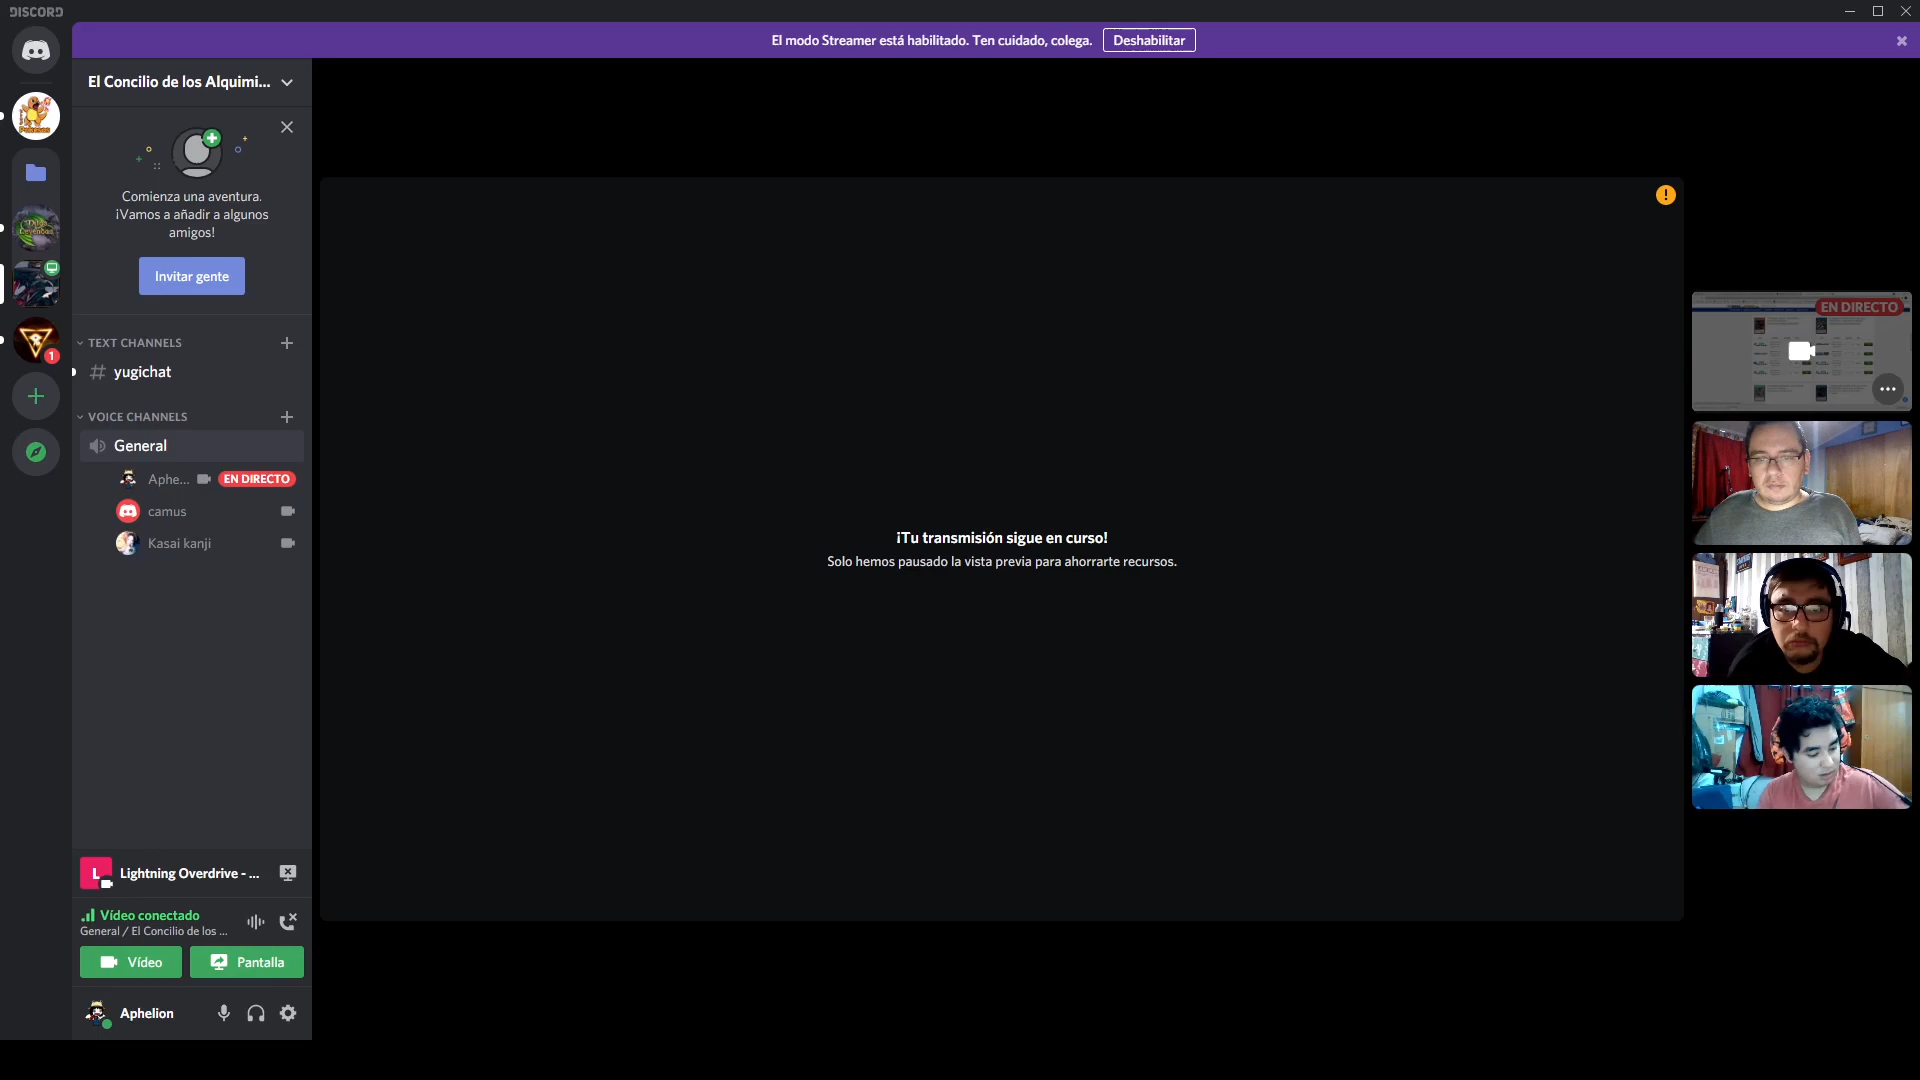 DISCORD
El modo Streamer está habilitado. Ten cuidado, colega.
Deshabilitar
El Concilio de los Alquimi...
Comienza una aventura.
¡Vamos a añadir a algunos
amigos!
Invitar gente
TEXT CHANNELS
yugichat
VOICE CHANNELS
General
Aphe...
EN DIRECTO
camus
Kasai kanji
1
¡Tu transmisión sigue en curso!
Solo hemos pausado la vista previa para ahorrarte recursos.
EN DIRECTO
L
Lightning Overdrive - ...
Vídeo conectado
General / El Concilio de los ...
Vídeo
Pantalla
Aphelion